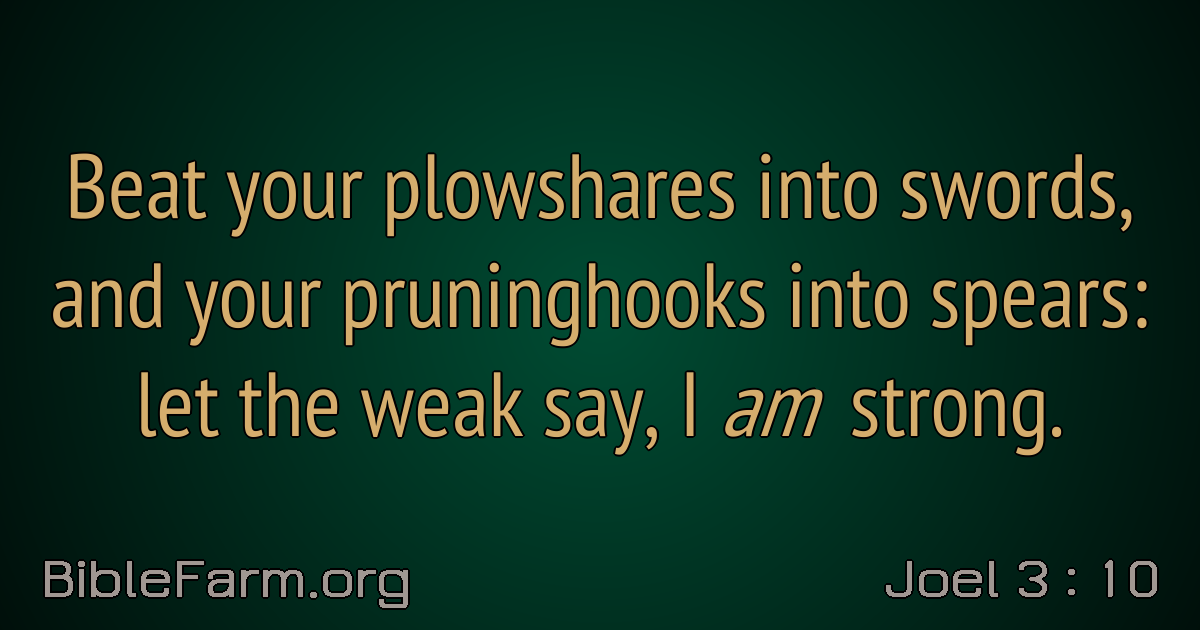 Beat your plowshares into swords,
and your pruninghooks into spears:
let the weak say, I am strong.
BibleFarm.org
Joel 3 : 10